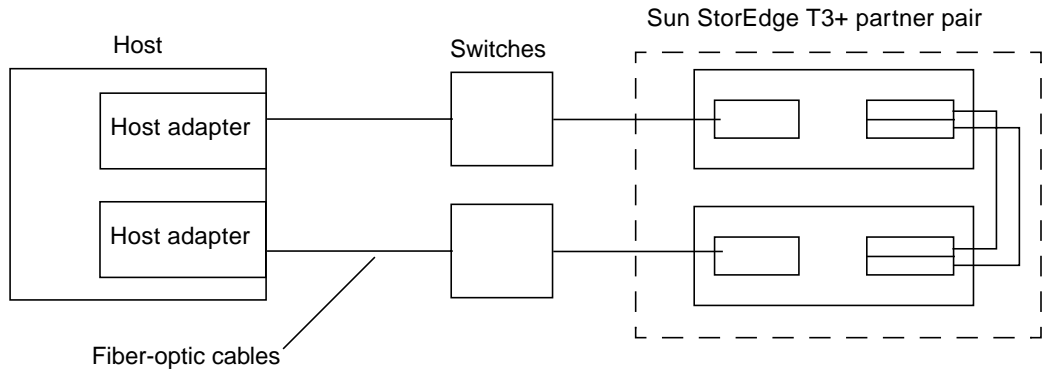 Sun StorEdge T3+ partner pair
Host
Switches
Host adapter
Host adapter
Fiber-optic cables